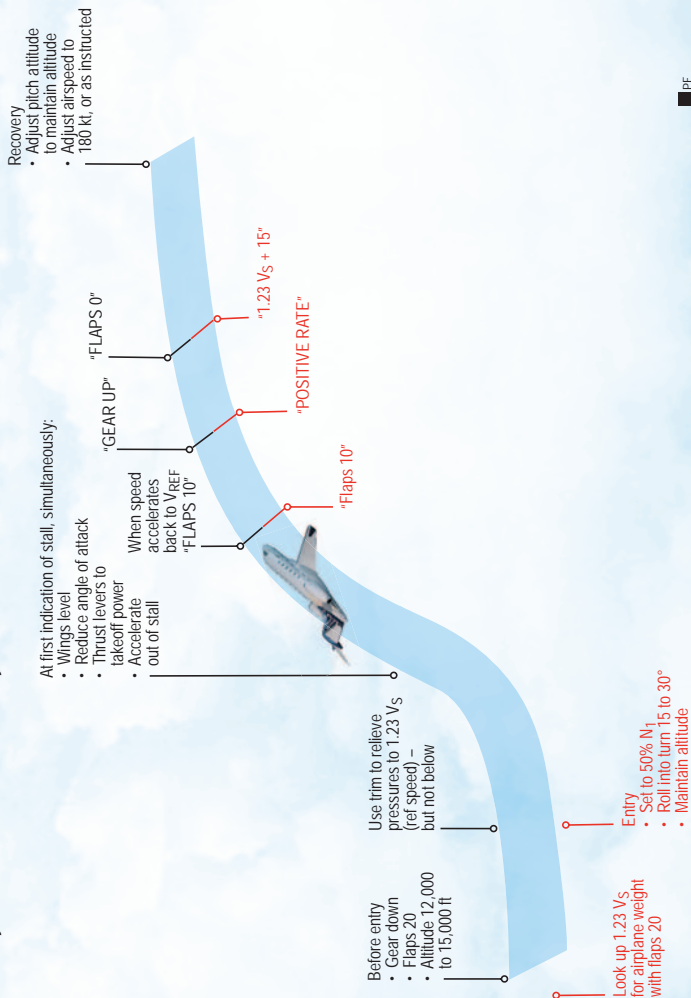 Before entry
• Gear down
• Flaps 20
• Altitude 12,000
to 15,000 ft
Look up 1.23 VS
for airplane weight
with flaps 20
Use trim to relieve
pressures to 1.23 VS
(ref speed) –
but not below
Entry
• Set to 50% N1
• Roll into turn 15 to 30°
• Maintain altitude
At first indication of stall, simultaneously:
• Wings level
• Reduce angle of attack
• Thrust levers to
takeoff power
• Accelerate
out of stall
When speed
accelerates
back to VREF
"FLAPS 10"
"Flaps 10"
"GEAR UP"
"POSITIVE RATE"
"FLAPS 0"
"1.23 VS + 15"
Recovery
• Adjust pitch attitude
to maintain altitude
• Adjust airspeed to
180 kt, or as instructed
PF